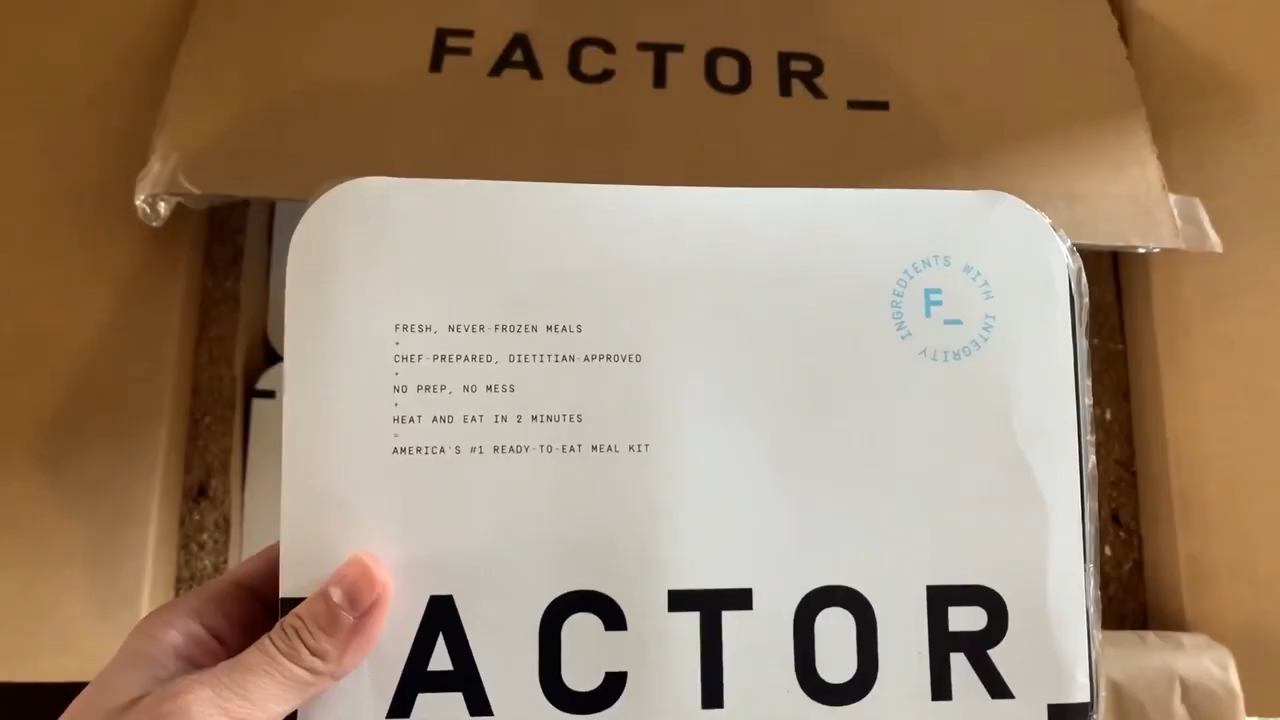 FACTOR_
INGREDIENTS WITH INTEGRITY
F_
FRESH, NEVER-FROZEN MEALS
+
CHEF-PREPARED, DIETITIAN-APPROVED
+
NO PREP, NO MESS
+
HEAT AND EAT IN 2 MINUTES
=
AMERICA'S #1 READY-TO-EAT MEAL KIT
ACTOR_